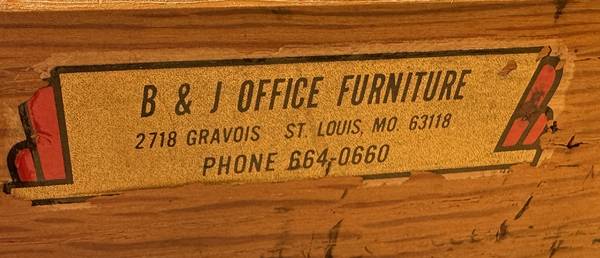 B & J OFFICE FURNITURE
2718 GRAVOIS ST. LOUIS, MO. 63118
PHONE 664-0660